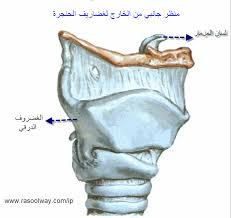 منظر جانبي من الخارج لغضاريف الحنجرة
لسان المزمار
الغضروف
الدرقي
www.rasoolway.com/ip